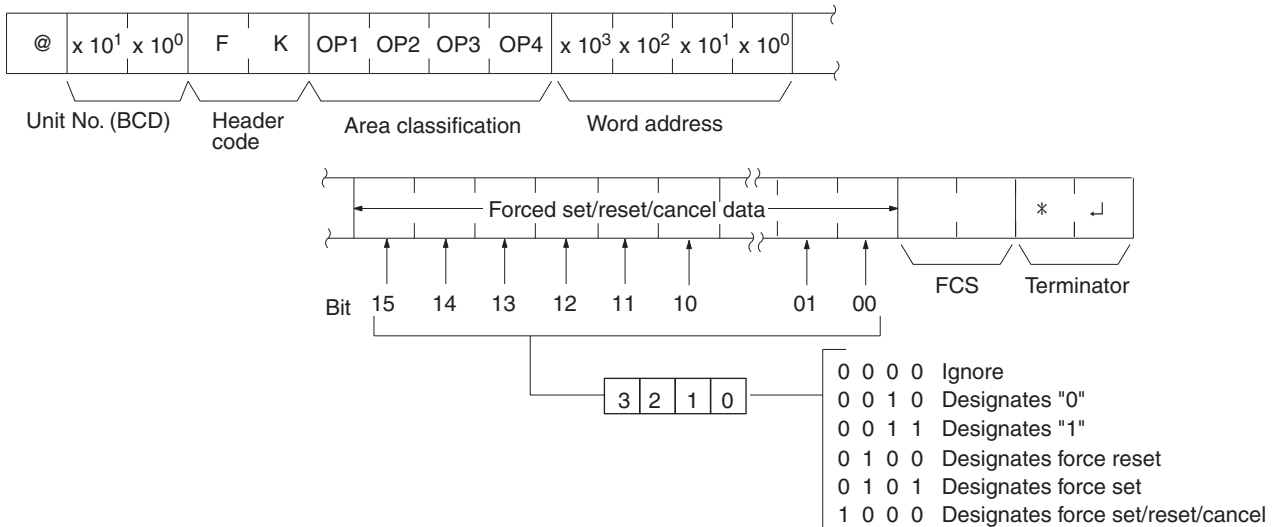 @ x 10¹ x 10⁰ F K OP1 OP2 OP3 OP4 x 10³ x 10² x 10¹ x 10⁰
Unit No. (BCD) Header code Area classification Word address
Forced set/reset/cancel data * ↵
Bit 15 14 13 12 11 10 01 00 FCS Terminator
3 2 1 0
0 0 0 0 Ignore
0 0 1 0 Designates "0"
0 0 1 1 Designates "1"
0 1 0 0 Designates force reset
0 1 0 1 Designates force set
1 0 0 0 Designates force set/reset/cancel